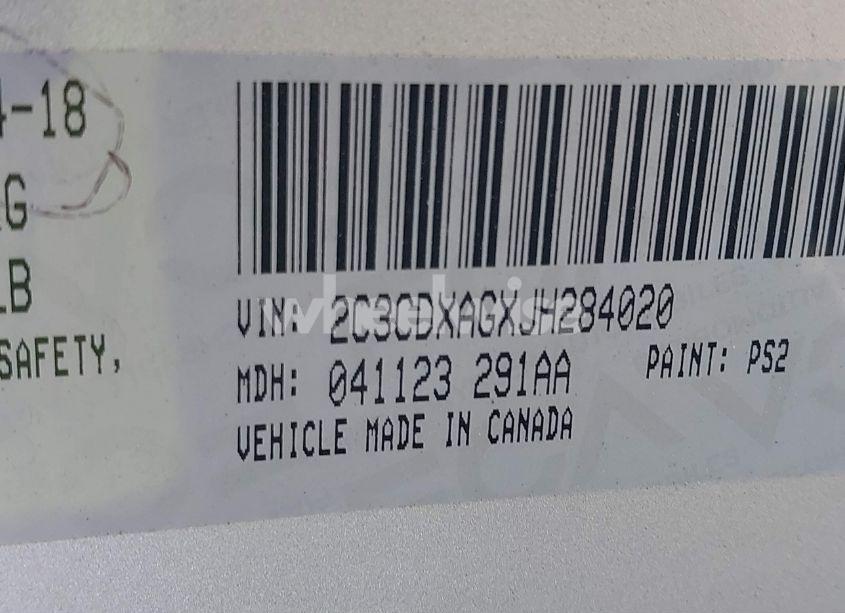 4-18
G
LB
SAFETY,
VIN: 2C3CDXAGXJH284020
MDH: 041123 291AA PAINT: PS2
VEHICLE MADE IN CANADA